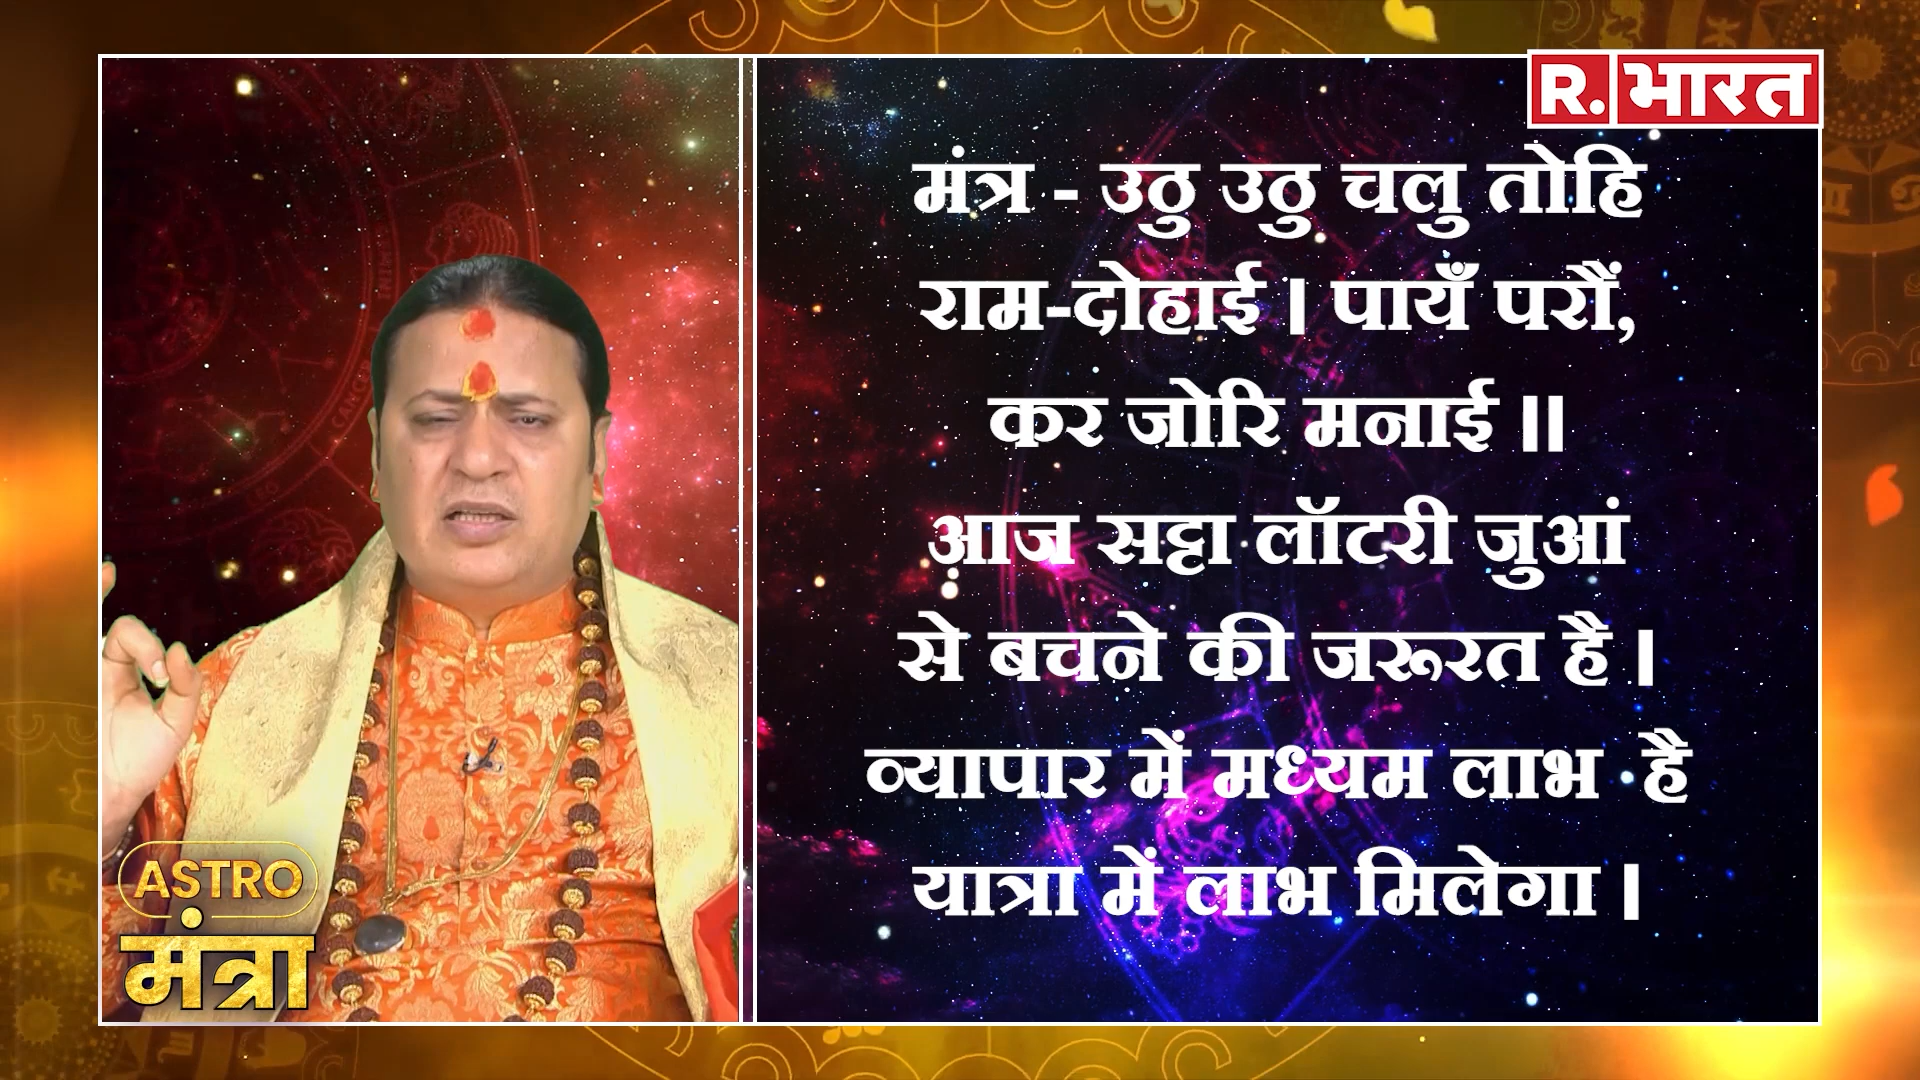 R. भारत
मंत्र - उठु उठु चलु तोहि
राम-दोहाई । पायँ परौं,
कर जोरि मनाई ॥
आज सट्टा लॉटरी जुआं
से बचने की जरूरत है ।
व्यापार में मध्यम लाभ है
यात्रा में लाभ मिलेगा ।
ASTRO
मंत्रा